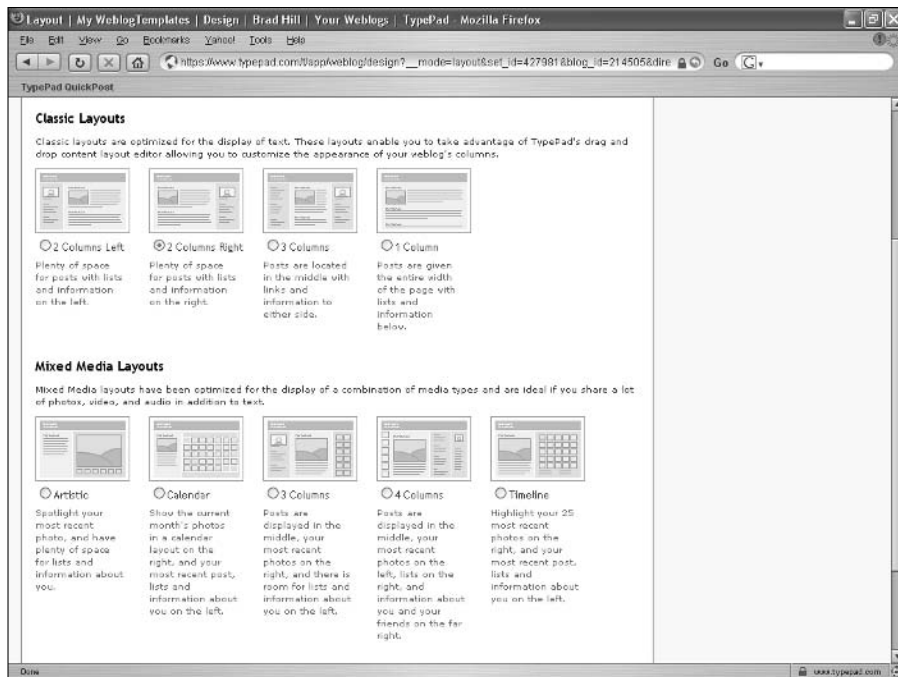 Layout | My WeblogTemplates | Design | Brad Hill | Your Weblogs | TypePad - Mozilla Firefox
File Edit View Go Bookmarks Yahoo! Tools Help
https://www.typepad.com/t/app/weblog/design?__mode=layout&set_id=427981&blog_id=214505&dire Go
TypePad QuickPost
Classic Layouts
Classic layouts are optimized for the display of text. These layouts enable you to take advantage of TypePad's drag and
drop content layout editor allowing you to customize the appearance of your weblog's columns.
2 Columns Left
Plenty of space
for posts with lists
and information
on the left.
2 Columns Right
Plenty of space
for posts with lists
and information
on the right.
3 Columns
Posts are located
in the middle with
links and
information to
either side.
1 Column
Posts are given
the entire width
of the page with
lists and
information
below.
Mixed Media Layouts
Mixed Media layouts have been optimized for the display of a combination of media types and are ideal if you share a lot
of photos, video, and audio in addition to text.
Artistic
Spotlight your
most recent
photo, and have
plenty of space
for lists and
information about
you.
Calendar
Show the current
month's photos
in a calendar
layout on the
right, and your
most recent post,
lists and
information about
you on the left.
3 Columns
Posts are
displayed in the
middle, your
most recent
photos on the
right, and there is
room for lists and
information about
you on the left.
4 Columns
Posts are
displayed in the
middle, your
most recent
photos on the
left, lists on the
right, and
information about
you and your
friends on the far
right.
Timeline
Highlight your 25
most recent
photos on the
right, and your
most recent post,
lists and
information about
you on the left.
Done www.typepad.com